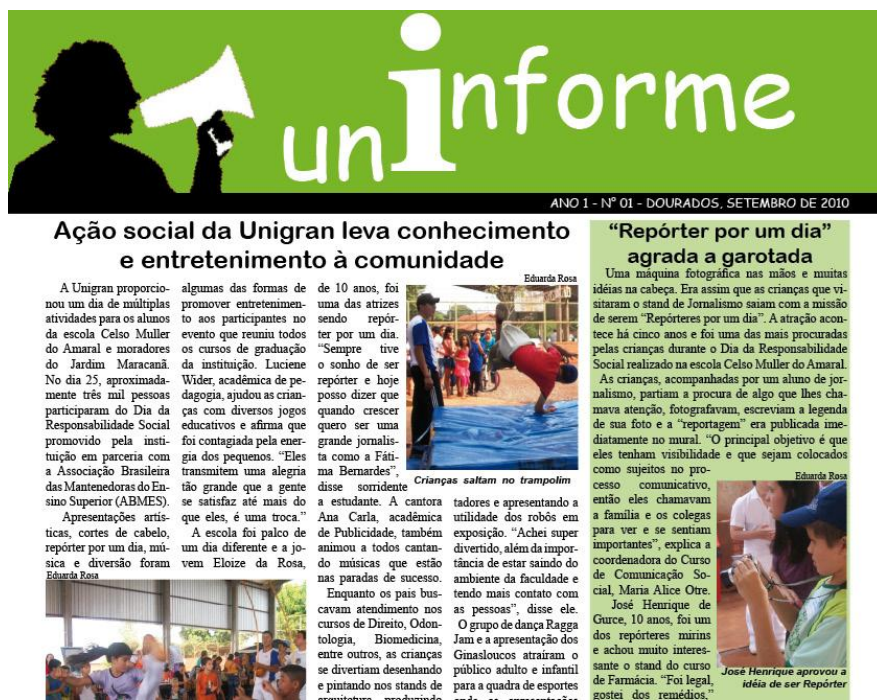 un i nforme
ANO 1 - N° 01 - DOURADOS, SETEMBRO DE 2010
Ação social da Unigran leva conhecimento
e entretenimento à comunidade
A Unigran proporcio-
nou um dia de múltiplas
atividades para os alunos
da escola Celso Muller
do Amaral e moradores
do Jardim Maracanã.
No dia 25, aproximada-
mente três mil pessoas
participaram do Dia da
Responsabilidade Social
promovido pela insti-
tuição em parceria com
a Associação Brasileira
das Mantenedoras do En-
sino Superior (ABMES).
Apresentações artís-
ticas, cortes de cabelo,
repórter por um dia, mú-
sica e diversão foram
Eduarda Rosa
algumas das formas de
promover entretenimen-
to aos participantes no
evento que reuniu todos
os cursos de graduação
da instituição. Luciene
Wider, acadêmica de pe-
dagogia, ajudou as crian-
ças com diversos jogos
educativos e afirma que
foi contagiada pela ener-
gia dos pequenos. “Eles
transmitem uma alegria
tão grande que a gente
se satisfaz até mais do
que eles, é uma troca.”
A escola foi palco de
um dia diferente e a jo-
vem Eloize da Rosa,
de 10 anos, foi
uma das atrizes
sendo repór-
ter por um dia.
“Sempre tive
o sonho de ser
repórter e hoje
posso dizer que
quando crescer
quero ser uma
grande jornalis-
ta como a Fáti-
ma Bernardes”,
disse sorridente
a estudante. A cantora
Ana Carla, acadêmica
de Publicidade, também
animou a todos cantan-
do músicas que estão
nas paradas de sucesso.
Enquanto os pais bus-
cavam atendimento nos
cursos de Direito, Odon-
tologia, Biomedicina,
entre outros, as crianças
se divertiam desenhando
e pintando nos stands de
arquitetura, produzindo
Eduarda Rosa
Crianças saltam no trampolim
tadores e apresentando a
utilidade dos robôs em
exposição. “Achei super
divertido, além da impor-
tância de estar saindo do
ambiente da faculdade e
tendo mais contato com
as pessoas”, disse ele.
O grupo de dança Ragga
Jam e a apresentação dos
Ginasloucos atraíram o
público adulto e infantil
para a quadra de esportes
onde as apresentações
“Repórter por um dia”
agrada a garotada
Uma máquina fotográfica nas mãos e muitas
idéias na cabeça. Era assim que as crianças que vi-
sitaram o stand de Jornalismo saiam com a missão
de serem “Repórteres por um dia”. A atração acon-
tece há cinco anos e foi uma das mais procuradas
pelas crianças durante o Dia da Responsabilidade
Social realizado na escola Celso Muller do Amaral.
As crianças, acompanhadas por um aluno de jor-
nalismo, partiam a procura de algo que lhes cha-
mava atenção, fotografavam, escreviam a legenda
de sua foto e a “reportagem” era publicada ime-
diatamente no mural. “O principal objetivo é que
eles tenham visibilidade e que sejam colocados
como sujeitos no pro-
cesso comunicativo,
então eles chamavam
a família e os colegas
para ver e se sentiam
importantes”, explica a
coordenadora do Curso
de Comunicação So-
cial, Maria Alice Otre.
José Henrique de
Gurce, 10 anos, foi um
dos repórteres mirins
e achou muito interes-
sante o stand do curso
de Farmácia. “Foi legal,
gostei dos remédios,”
Eduarda Rosa
José Henrique aprovou a
idéia de ser Repórter